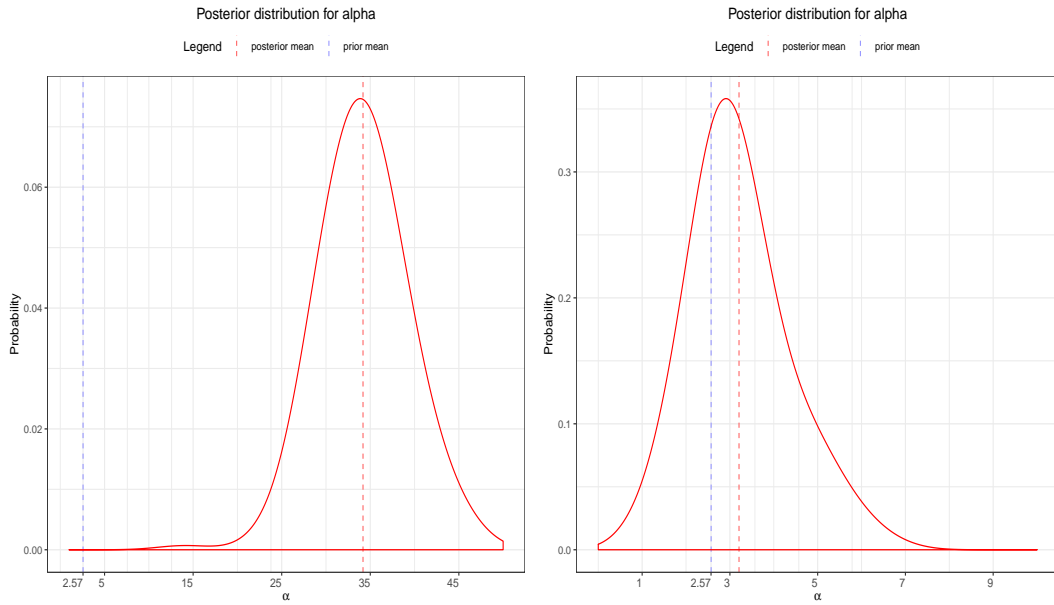 Posterior distribution for alpha
Legend posterior mean prior mean
Probability
0.06
0.04
0.02
0.00
2.57 5 15 25 35 45
α
Posterior distribution for alpha
Legend posterior mean prior mean
Probability
0.3
0.2
0.1
0.0
1 2.57 3 5 7 9
α